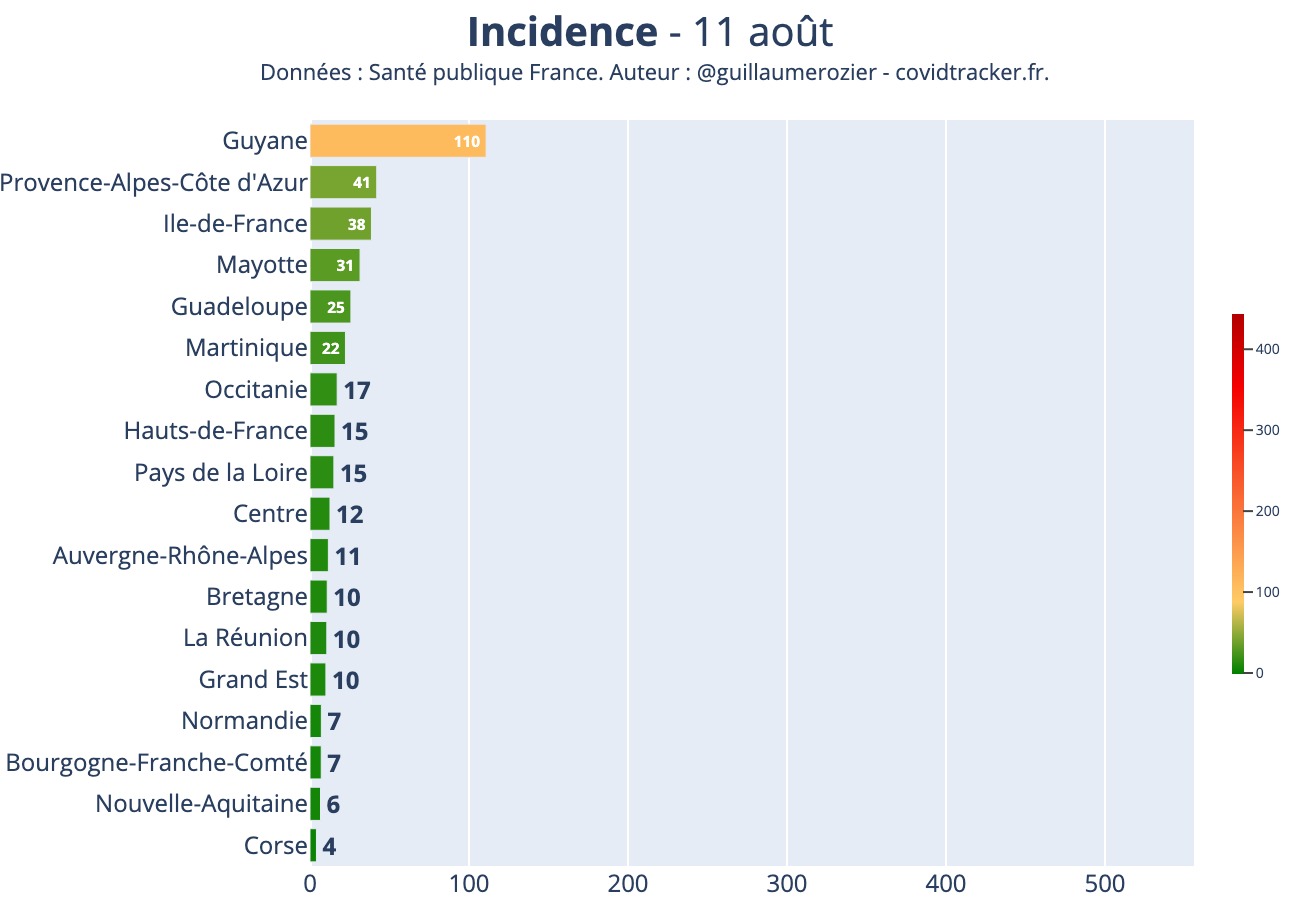 Incidence - 11 août
Données : Santé publique France. Auteur : @guillaumerozier - covidtracker.fr.
Guyane 110
Provence-Alpes-Côte d'Azur 41
Ile-de-France 38
Mayotte 31
Guadeloupe 25
Martinique 22
Occitanie 17
Hauts-de-France 15
Pays de la Loire 15
Centre 12
Auvergne-Rhône-Alpes 11
Bretagne 10
La Réunion 10
Grand Est 10
Normandie 7
Bourgogne-Franche-Comté 7
Nouvelle-Aquitaine 6
Corse 4
0 100 200 300 400 500
400
300
200
100
0